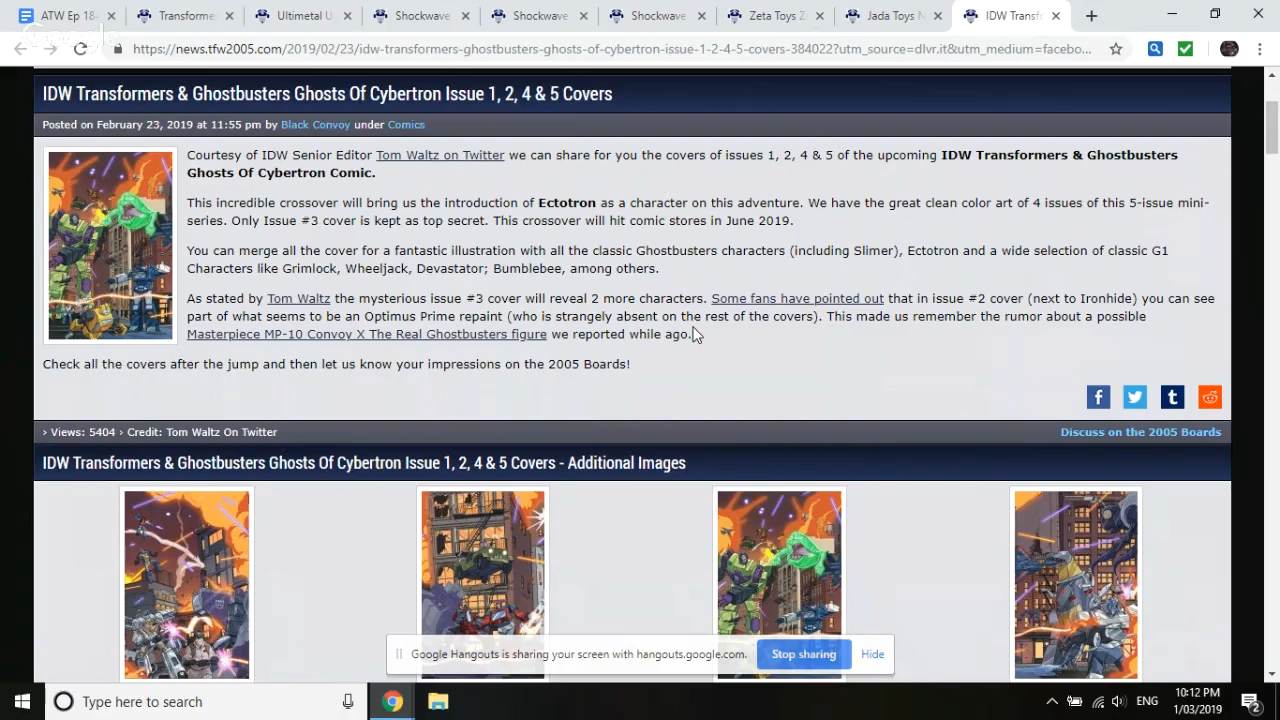 ATW Ep 18-
Transforme
Ultimetal U
Shockwave
Shockwave
Shockwave
Zeta Toys Z
Jada Toys N
IDW Transf
Google
https://news.tfw2005.com/2019/02/23/idw-transformers-ghostbusters-ghosts-of-cybertron-issue-1-2-4-5-covers-384022?utm_source=dlvr.it&utm_medium=facebo...
IDW Transformers & Ghostbusters Ghosts Of Cybertron Issue 1, 2, 4 & 5 Covers
Posted on February 23, 2019 at 11:55 pm by Black Convoy under Comics
Courtesy of IDW Senior Editor Tom Waltz on Twitter we can share for you the covers of issues 1, 2, 4 & 5 of the upcoming IDW Transformers & Ghostbusters
Ghosts Of Cybertron Comic.
This incredible crossover will bring us the introduction of Ectotron as a character on this adventure. We have the great clean color art of 4 issues of this 5-issue mini-
series. Only Issue #3 cover is kept as top secret. This crossover will hit comic stores in June 2019.
You can merge all the cover for a fantastic illustration with all the classic Ghostbusters characters (including Slimer), Ectotron and a wide selection of classic G1
Characters like Grimlock, Wheeljack, Devastator; Bumblebee, among others.
As stated by Tom Waltz the mysterious issue #3 cover will reveal 2 more characters. Some fans have pointed out that in issue #2 cover (next to Ironhide) you can see
part of what seems to be an Optimus Prime repaint (who is strangely absent on the rest of the covers). This made us remember the rumor about a possible
Masterpiece MP-10 Convoy X The Real Ghostbusters figure we reported while ago.
Check all the covers after the jump and then let us know your impressions on the 2005 Boards!
› Views: 5404 › Credit: Tom Waltz On Twitter
Discuss on the 2005 Boards
IDW Transformers & Ghostbusters Ghosts Of Cybertron Issue 1, 2, 4 & 5 Covers - Additional Images
Google Hangouts is sharing your screen with hangouts.google.com.
Stop sharing
Hide
Type here to search
ENG
10:12 PM
1/03/2019
2